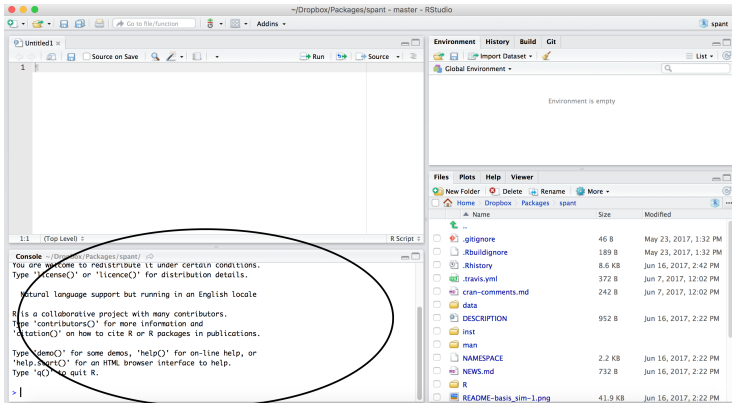 ~/Dropbox/Packages/spant - master - RStudio
Go to file/function
Addins
spant
Untitled1
Source on Save
Run
Source
1
1:1 (Top Level)
R Script
Console ~/Dropbox/Packages/spant/
You are welcome to redistribute it under certain conditions.
Type 'license()' or 'licence()' for distribution details.
Natural language support but running in an English locale
R is a collaborative project with many contributors.
Type 'contributors()' for more information and
'citation()' on how to cite R or R packages in publications.
Type 'demo()' for some demos, 'help()' for on-line help, or
'help.start()' for an HTML browser interface to help.
Type 'q()' to quit R.
>
Environment History Build Git
Import Dataset
List
Global Environment
Environment is empty
Files Plots Help Viewer
New Folder Delete Rename More
Home Dropbox Packages spant
Name Size Modified
..
.gitignore 46 B May 23, 2017, 1:32 PM
.Rbuildignore 189 B May 23, 2017, 1:32 PM
.Rhistory 8.6 KB Jun 16, 2017, 2:42 PM
.travis.yml 372 B Jun 7, 2017, 12:02 PM
cran-comments.md 242 B Jun 7, 2017, 12:02 PM
data
DESCRIPTION 952 B Jun 16, 2017, 2:22 PM
inst
man
NAMESPACE 2.2 KB Jun 16, 2017, 2:22 PM
NEWS.md 732 B Jun 16, 2017, 2:22 PM
R
README-basis_sim-1.png 41.9 KB Jun 16, 2017, 2:22 PM